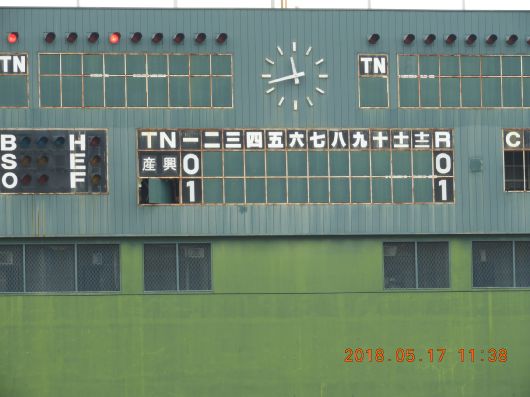 TN TN
B H TN 一 二 三 四 五 六 七 八 九 十 士 主 R C
S E 産興 0 0
O F 1 1
2018.05.17 11:38